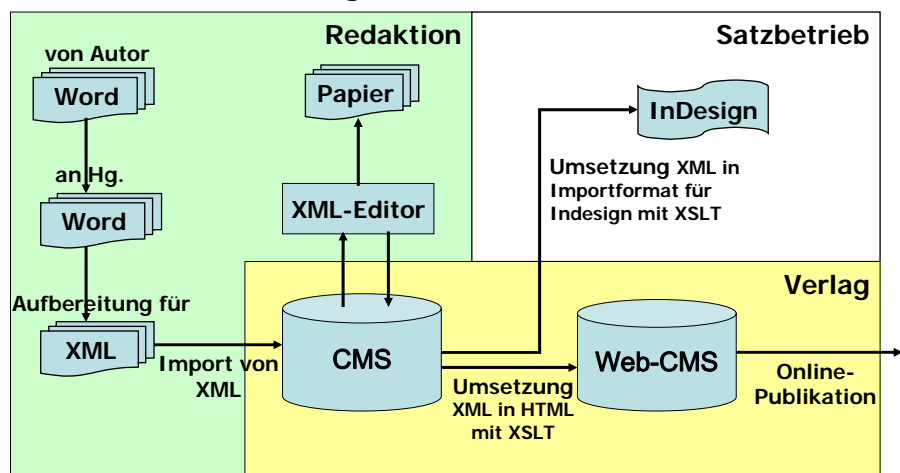 Redaktion
Satzbetrieb
von Autor
Word
Papier
InDesign
an Hg.
Word
XML-Editor
Umsetzung XML in
Importformat für
Indesign mit XSLT
Verlag
Aufbereitung für
XML
Import von
XML
CMS
Umsetzung
XML in HTML
mit XSLT
Web-CMS
Online-
Publikation